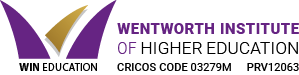 WENTWORTH INSTITUTE
OF HIGHER EDUCATION
WIN EDUCATION
CRICOS CODE 03279M PRV12063